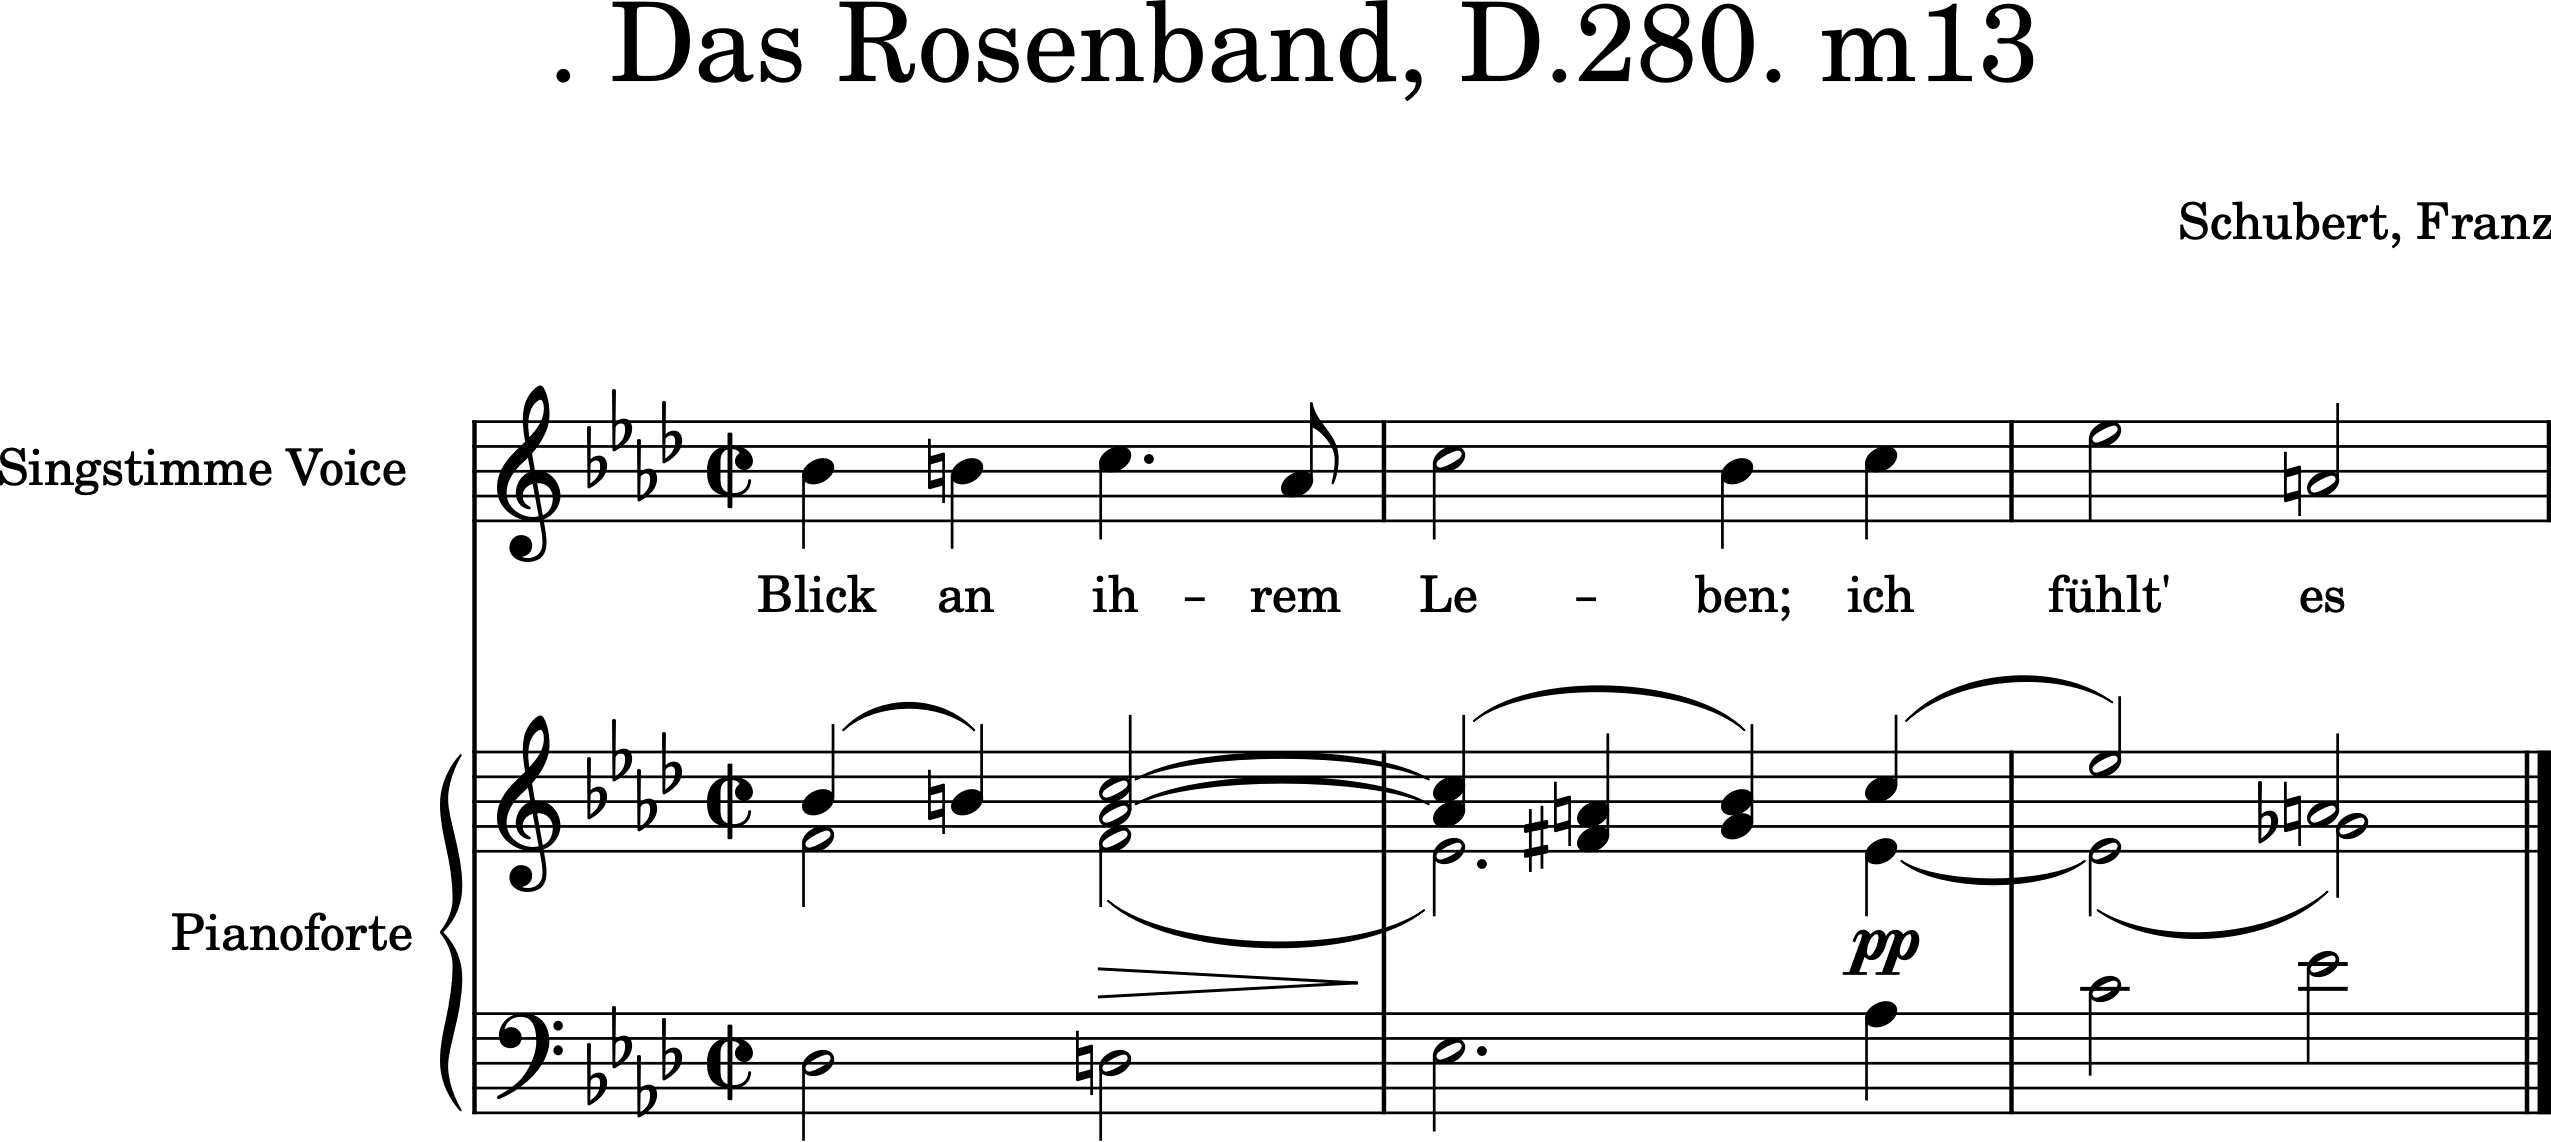 . Das Rosenband, D.280. m13
Schubert, Franz
Singstimme Voice
Blick an ih - rem Le - ben; ich fühlt' es
Pianoforte
pp